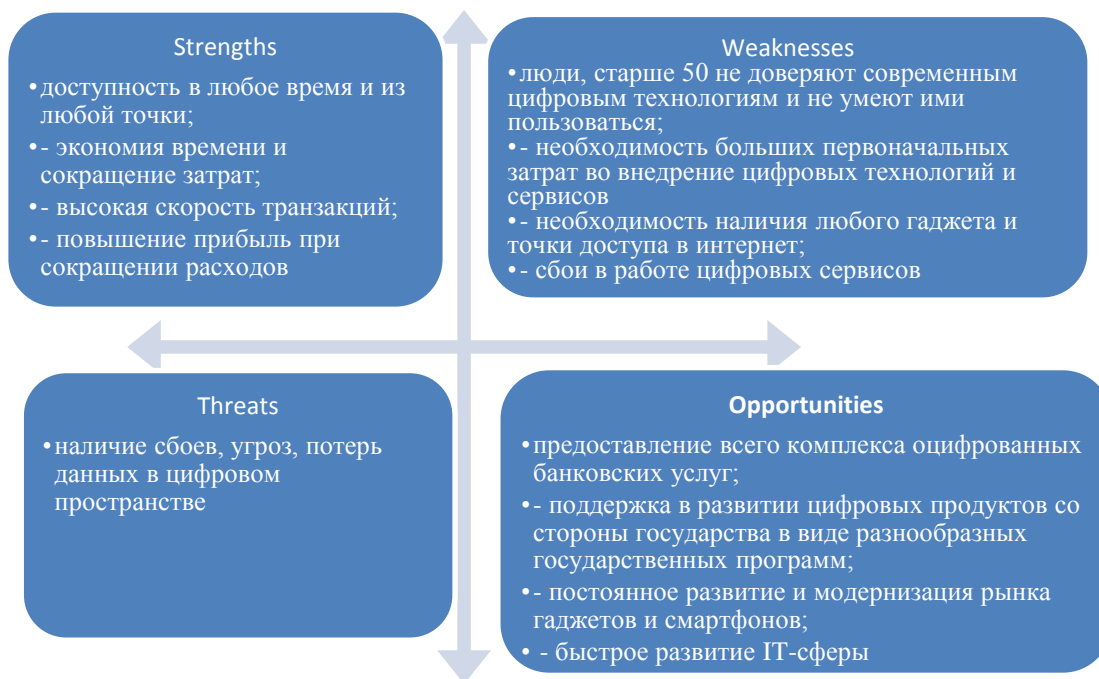 Strengths
•доступность в любое время и из
любой точки;
•- экономия времени и
сокращение затрат;
•- высокая скорость транзакций;
•- повышение прибыль при
сокращении расходов
Weaknesses
•люди, старше 50 не доверяют современным
цифровым технологиям и не умеют ими
пользоваться;
•- необходимость больших первоначальных
затрат во внедрение цифровых технологий и
сервисов
•- необходимость наличия любого гаджета и
точки доступа в интернет;
•- сбои в работе цифровых сервисов
Threats
•наличие сбоев, угроз, потерь
данных в цифровом
пространстве
Opportunities
•предоставление всего комплекса оцифрованных
банковских услуг;
•- поддержка в развитии цифровых продуктов со
стороны государства в виде разнообразных
государственных программ;
•- постоянное развитие и модернизация рынка
гаджетов и смартфонов;
• - быстрое развитие IT-сферы